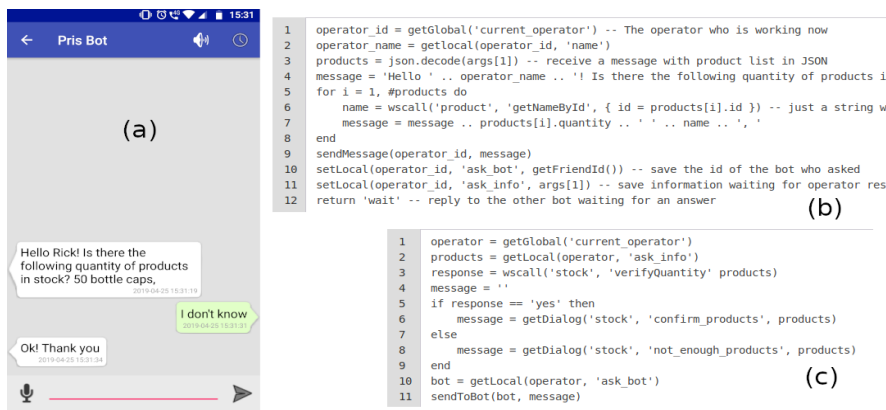 15:31
Pris Bot
(a)
Hello Rick! Is there the
following quantity of products
in stock? 50 bottle caps,
2019-04-25 15:31:19
I don't know
2019-04-25 15:31:31
Ok! Thank you
2019-04-25 15:31:34
1 operator_id = getGlobal('current_operator') -- The operator who is working now
2 operator_name = getlocal(operator_id, 'name')
3 products = json.decode(args[1]) -- receive a message with product list in JSON
4 message = 'Hello ' .. operator_name .. '! Is there the following quantity of products i
5 for i = 1, #products do
6 name = wscall('product', 'getNameById', { id = products[i].id }) -- just a string w
7 message = message .. products[i].quantity .. ' ' .. name .. ', '
8 end
9 sendMessage(operator_id, message)
10 setLocal(operator_id, 'ask_bot', getFriendId()) -- save the id of the bot who asked
11 setLocal(operator_id, 'ask_info', args[1]) -- save information waiting for operator res
12 return 'wait' -- reply to the other bot waiting for an answer
(b)
1 operator = getGlobal('current_operator')
2 products = getLocal(operator, 'ask_info')
3 response = wscall('stock', 'verifyQuantity' products)
4 message = ''
5 if response == 'yes' then
6 message = getDialog('stock', 'confirm_products', products)
7 else
8 message = getDialog('stock', 'not_enough_products', products)
9 end
10 bot = getLocal(operator, 'ask_bot')
11 sendToBot(bot, message)
(c)